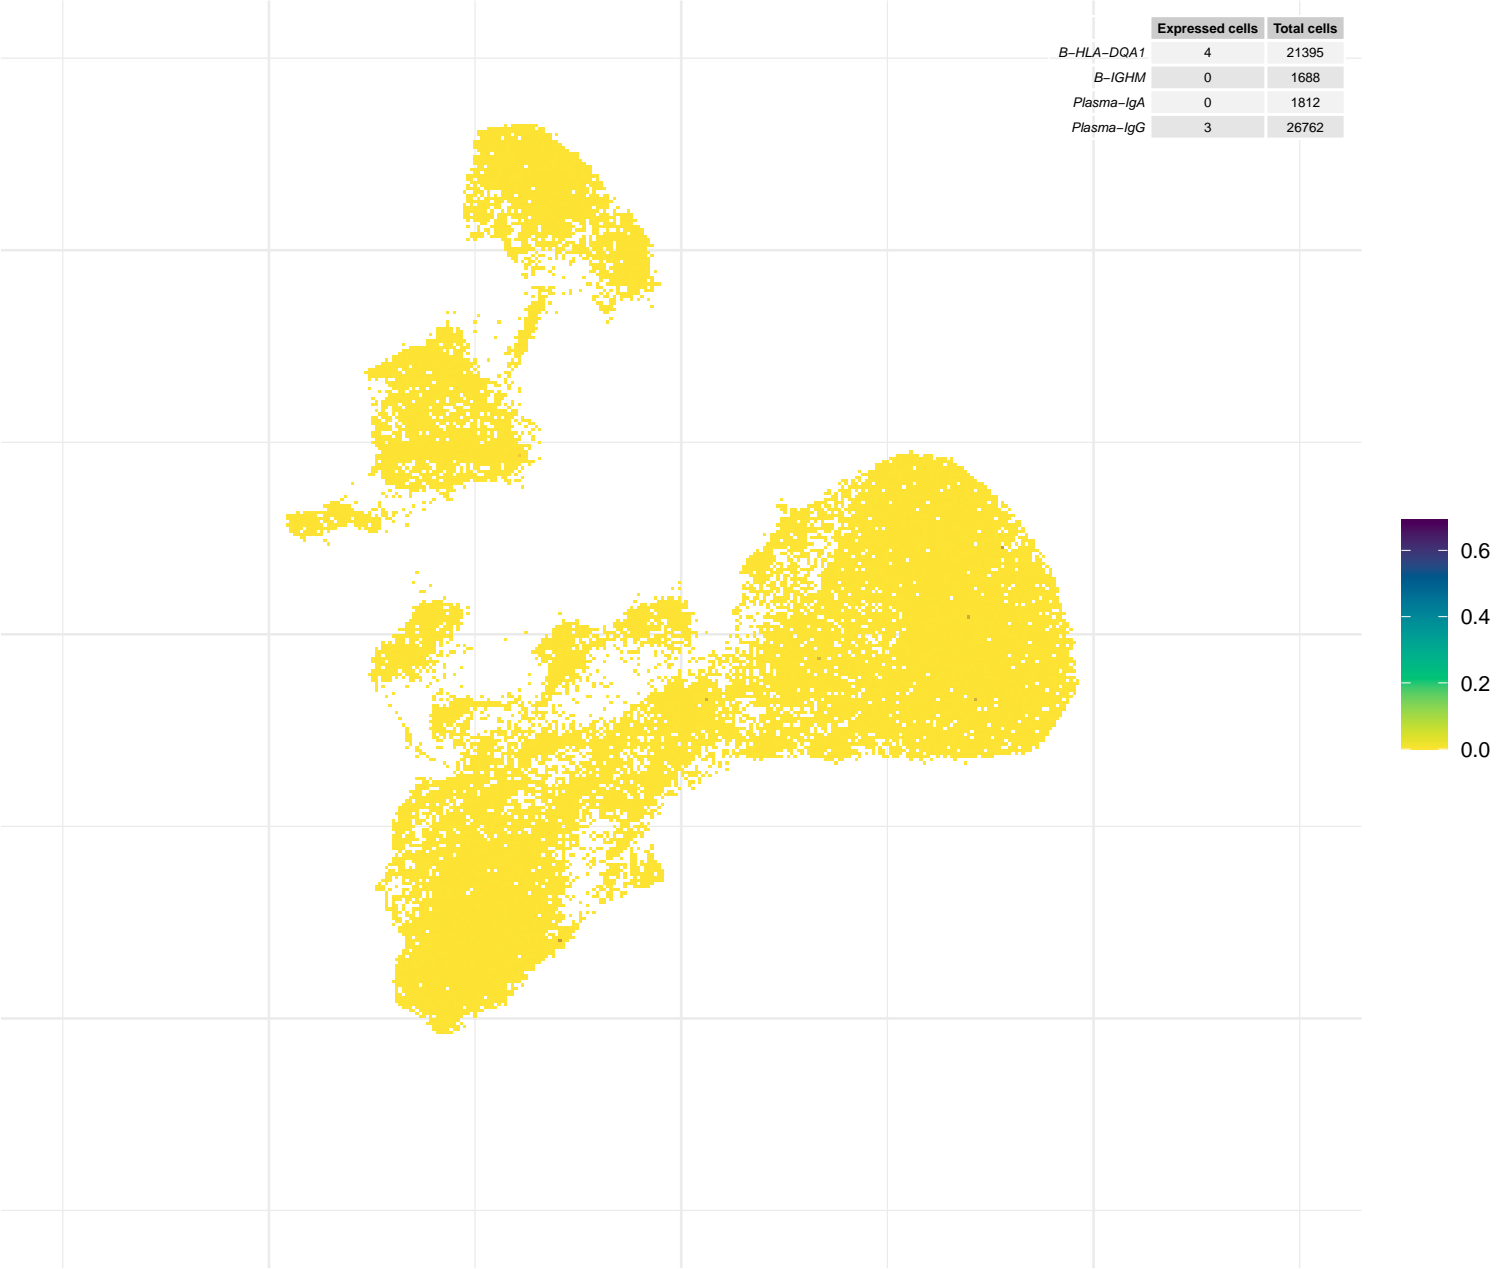 Expressed cells Total cells
B−HLA−DQA1 4 21395
B−IGHM 0 1688
Plasma−IgA 0 1812
Plasma−IgG 3 26762
0.6
0.4
0.2
0.0